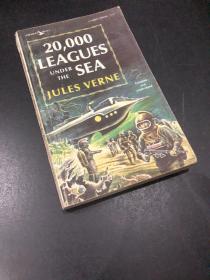 20,000
LEAGUES
UNDER
THE
SEA
JULES VERNE